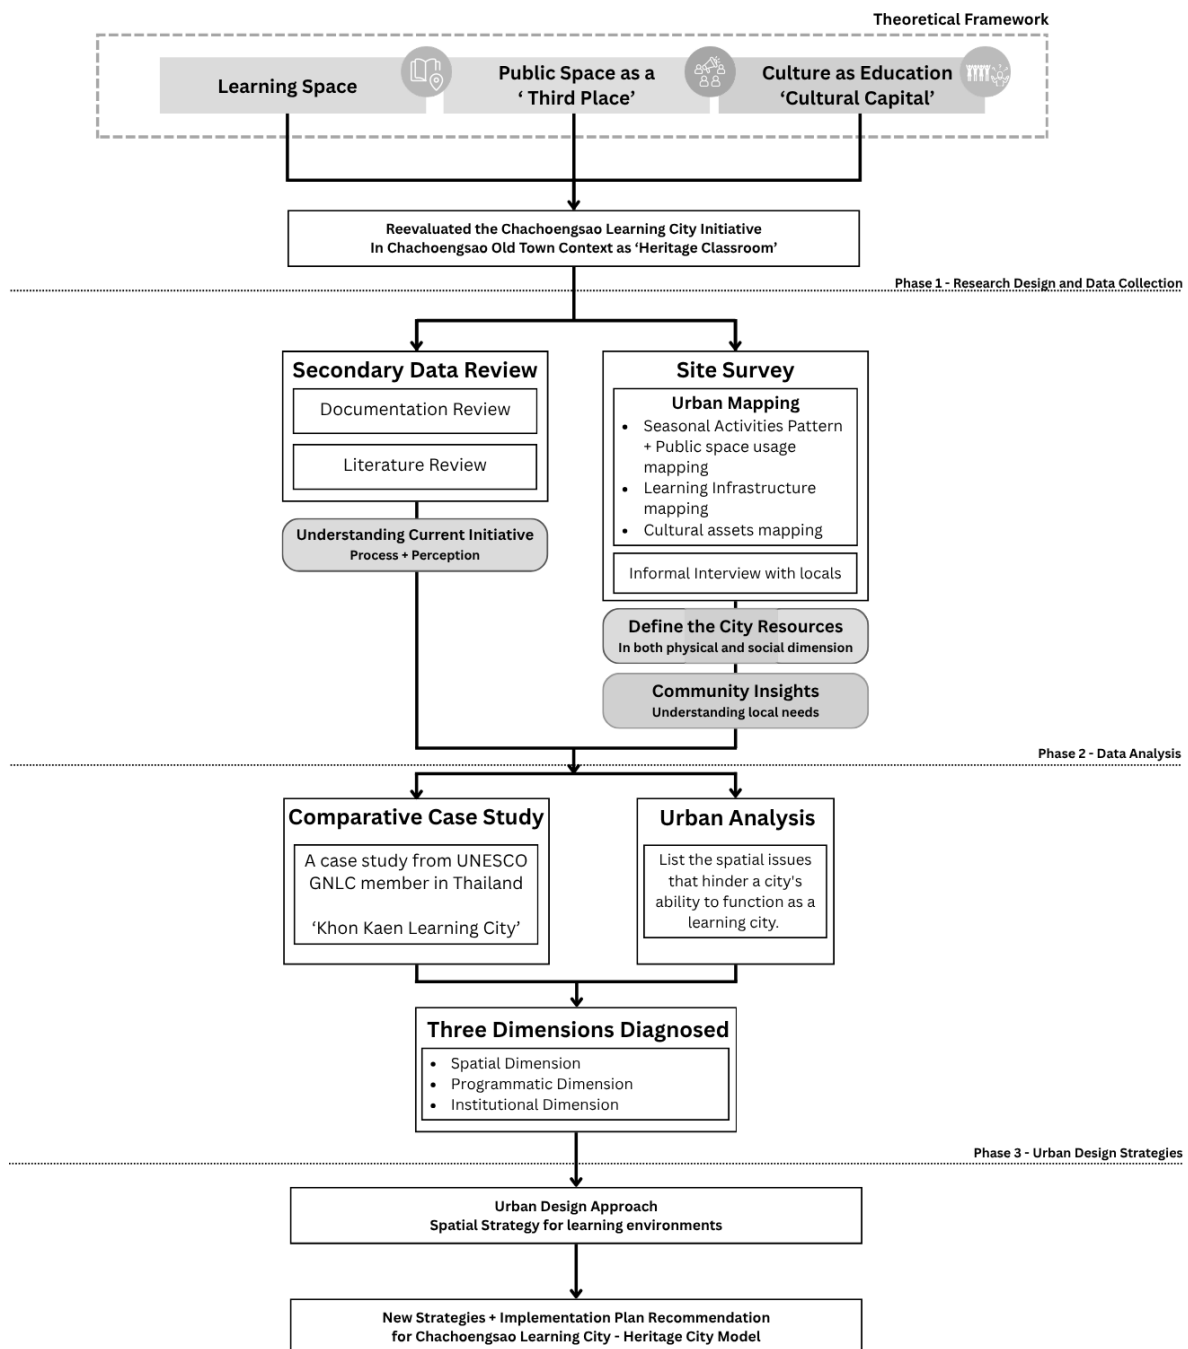 Theoretical Framework
Learning Space
Public Space as a
‘ Third Place’
Culture as Education
‘Cultural Capital’
Reevaluated the Chachoengsao Learning City Initiative
In Chachoengsao Old Town Context as ‘Heritage Classroom’
Phase 1 - Research Design and Data Collection
Secondary Data Review
Documentation Review
Literature Review
Understanding Current Initiative
Process + Perception
Site Survey
Urban Mapping
• Seasonal Activities Pattern
+ Public space usage
mapping
• Learning Infrastructure
mapping
• Cultural assets mapping
Informal Interview with locals
Define the City Resources
In both physical and social dimension
Community Insights
Understanding local needs
Phase 2 - Data Analysis
Comparative Case Study
A case study from UNESCO
GNLC member in Thailand
‘Khon Kaen Learning City’
Urban Analysis
List the spatial issues
that hinder a city's
ability to function as a
learning city.
Three Dimensions Diagnosed
• Spatial Dimension
• Programmatic Dimension
• Institutional Dimension
Phase 3 - Urban Design Strategies
Urban Design Approach
Spatial Strategy for learning environments
New Strategies + Implementation Plan Recommendation
for Chachoengsao Learning City - Heritage City Model